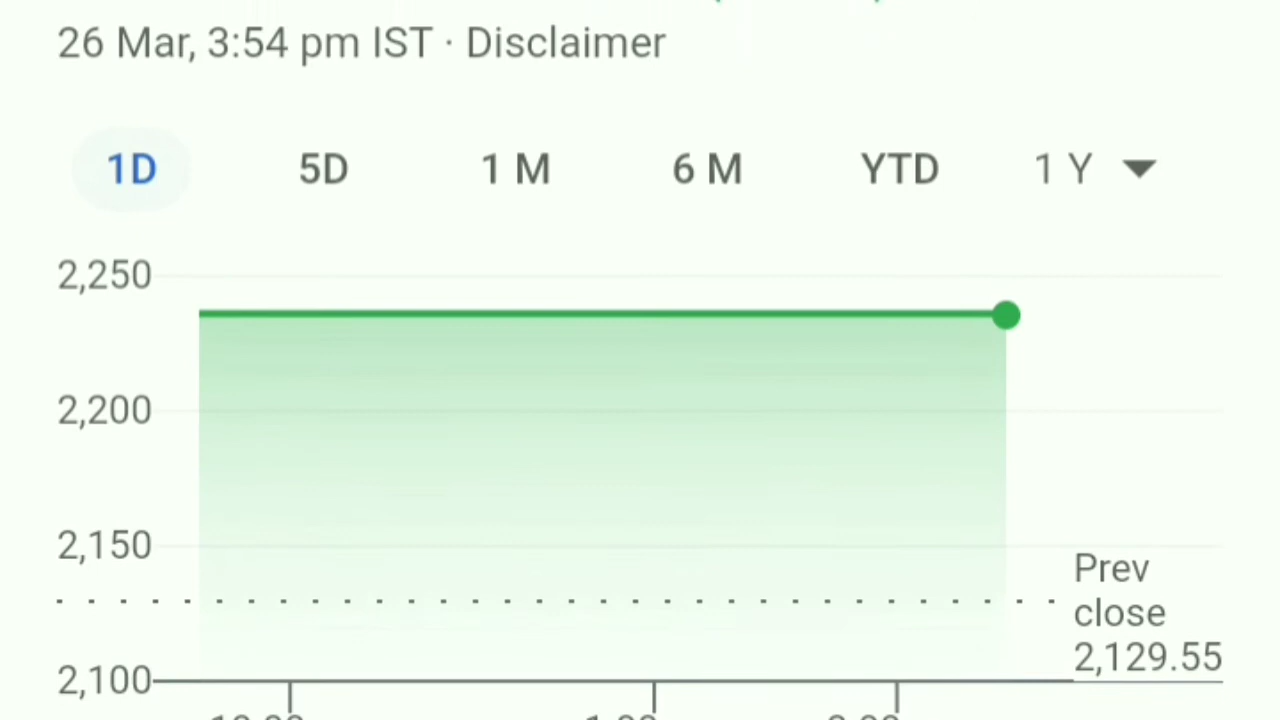 26 Mar, 3:54 pm IST · Disclaimer
1D 5D 1 M 6 M YTD 1 Y
2,250
2,200
2,150
Prev
close
2,129.55
2,100